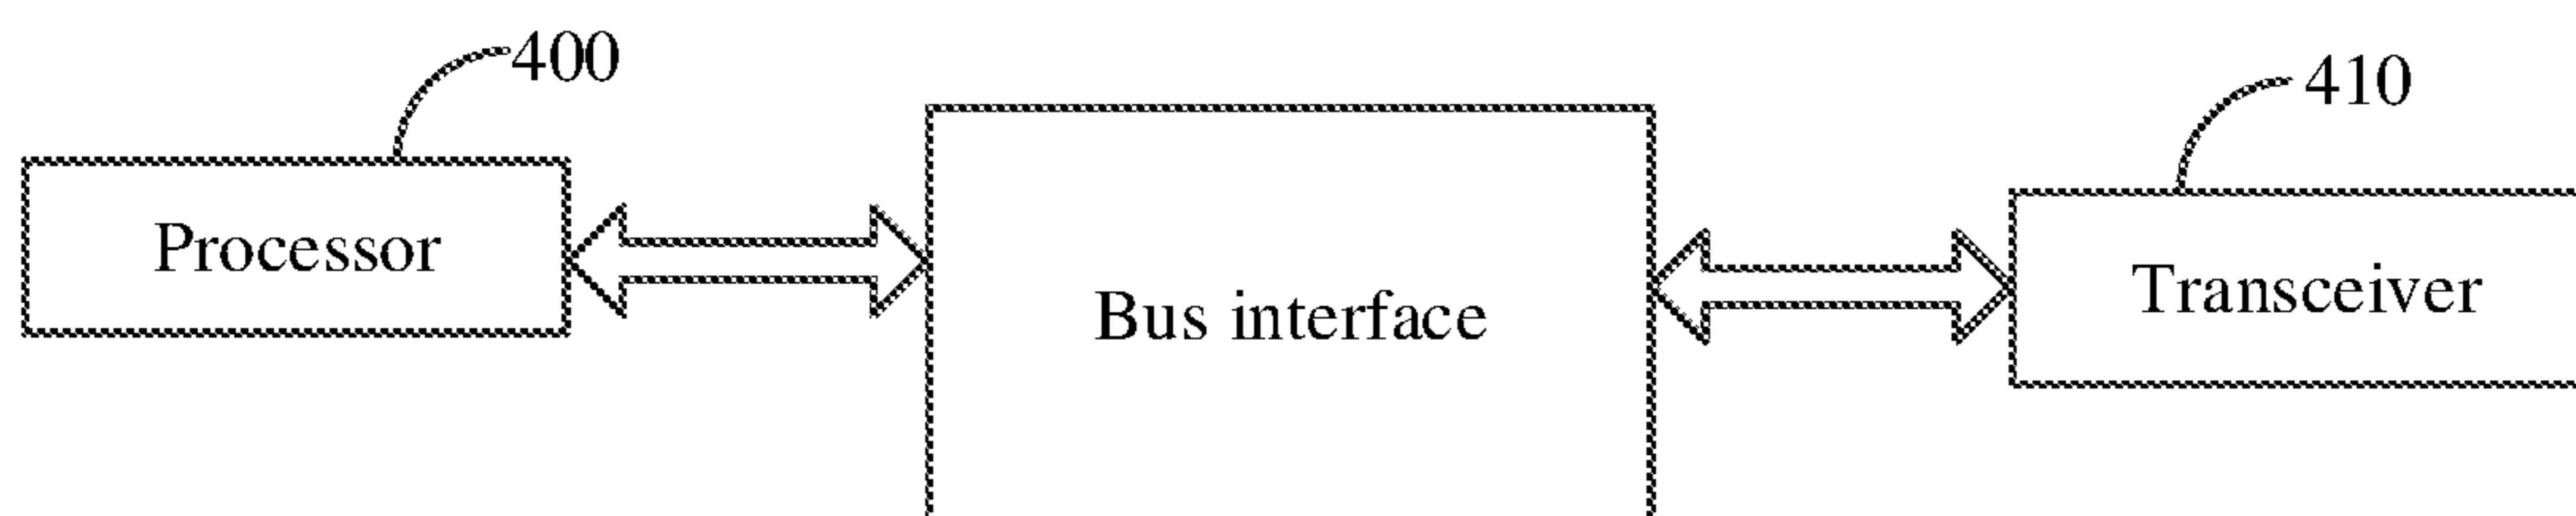 400
410
Processor
Bus interface
Transceiver